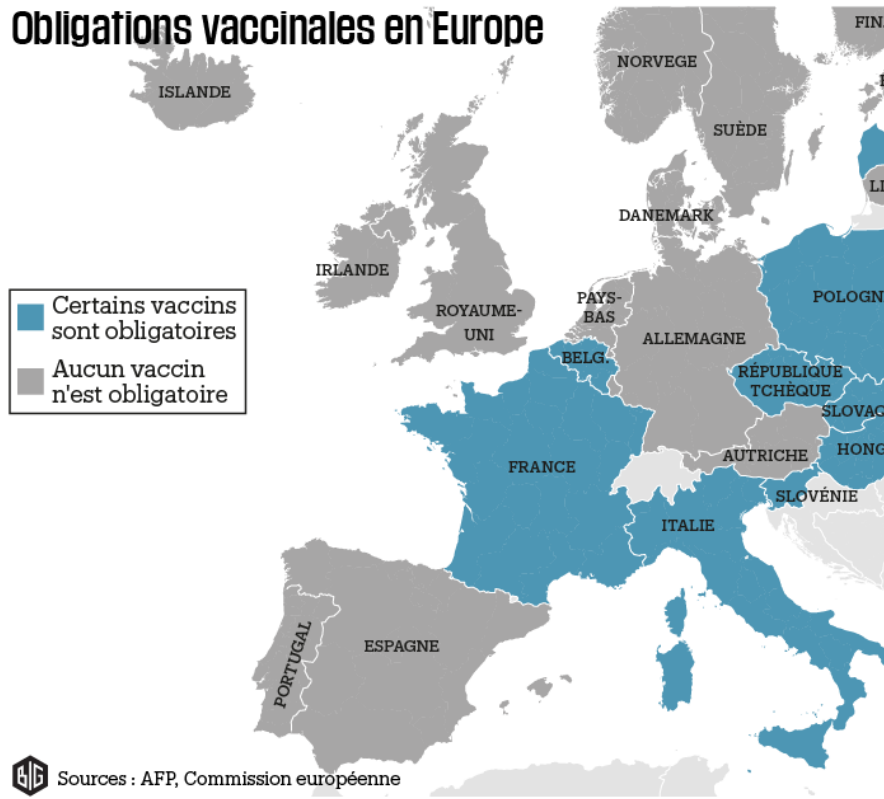 Obligations vaccinales en Europe
FIN
ISLANDE
NORVEGE
SUÈDE
LI
DANEMARK
IRLANDE
PAYS-
BAS
POLOGN
Certains vaccins
sont obligatoires
ROYAUME-
UNI
ALLEMAGNE
BELG.
Aucun vaccin
n'est obligatoire
RÉPUBLIQUE
TCHÈQUE
SLOVAQ
AUTRICHE
HONG
FRANCE
SLOVÉNIE
ITALIE
PORTUGAL
ESPAGNE
BIG
Sources : AFP, Commission européenne